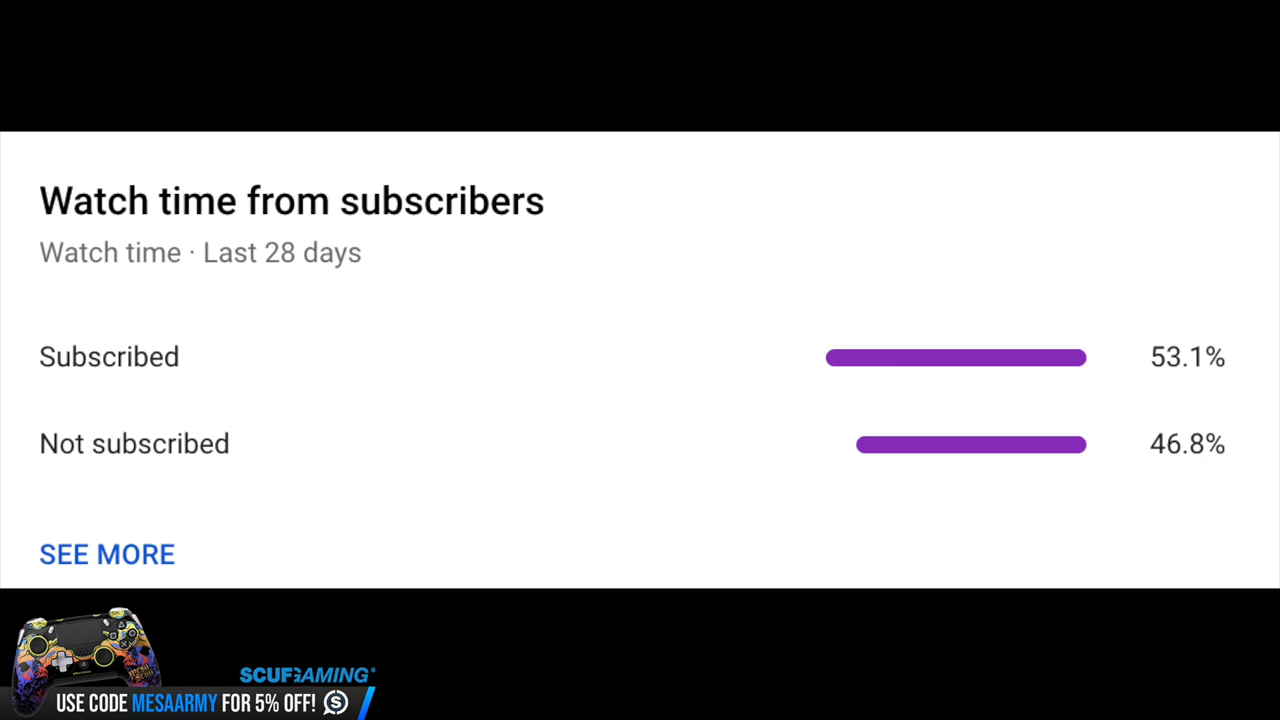 Watch time from subscribers
Watch time · Last 28 days
Subscribed 53.1%
Not subscribed 46.8%
SEE MORE
SCUFGAMING®
USE CODE MESAARMY FOR 5% OFF!